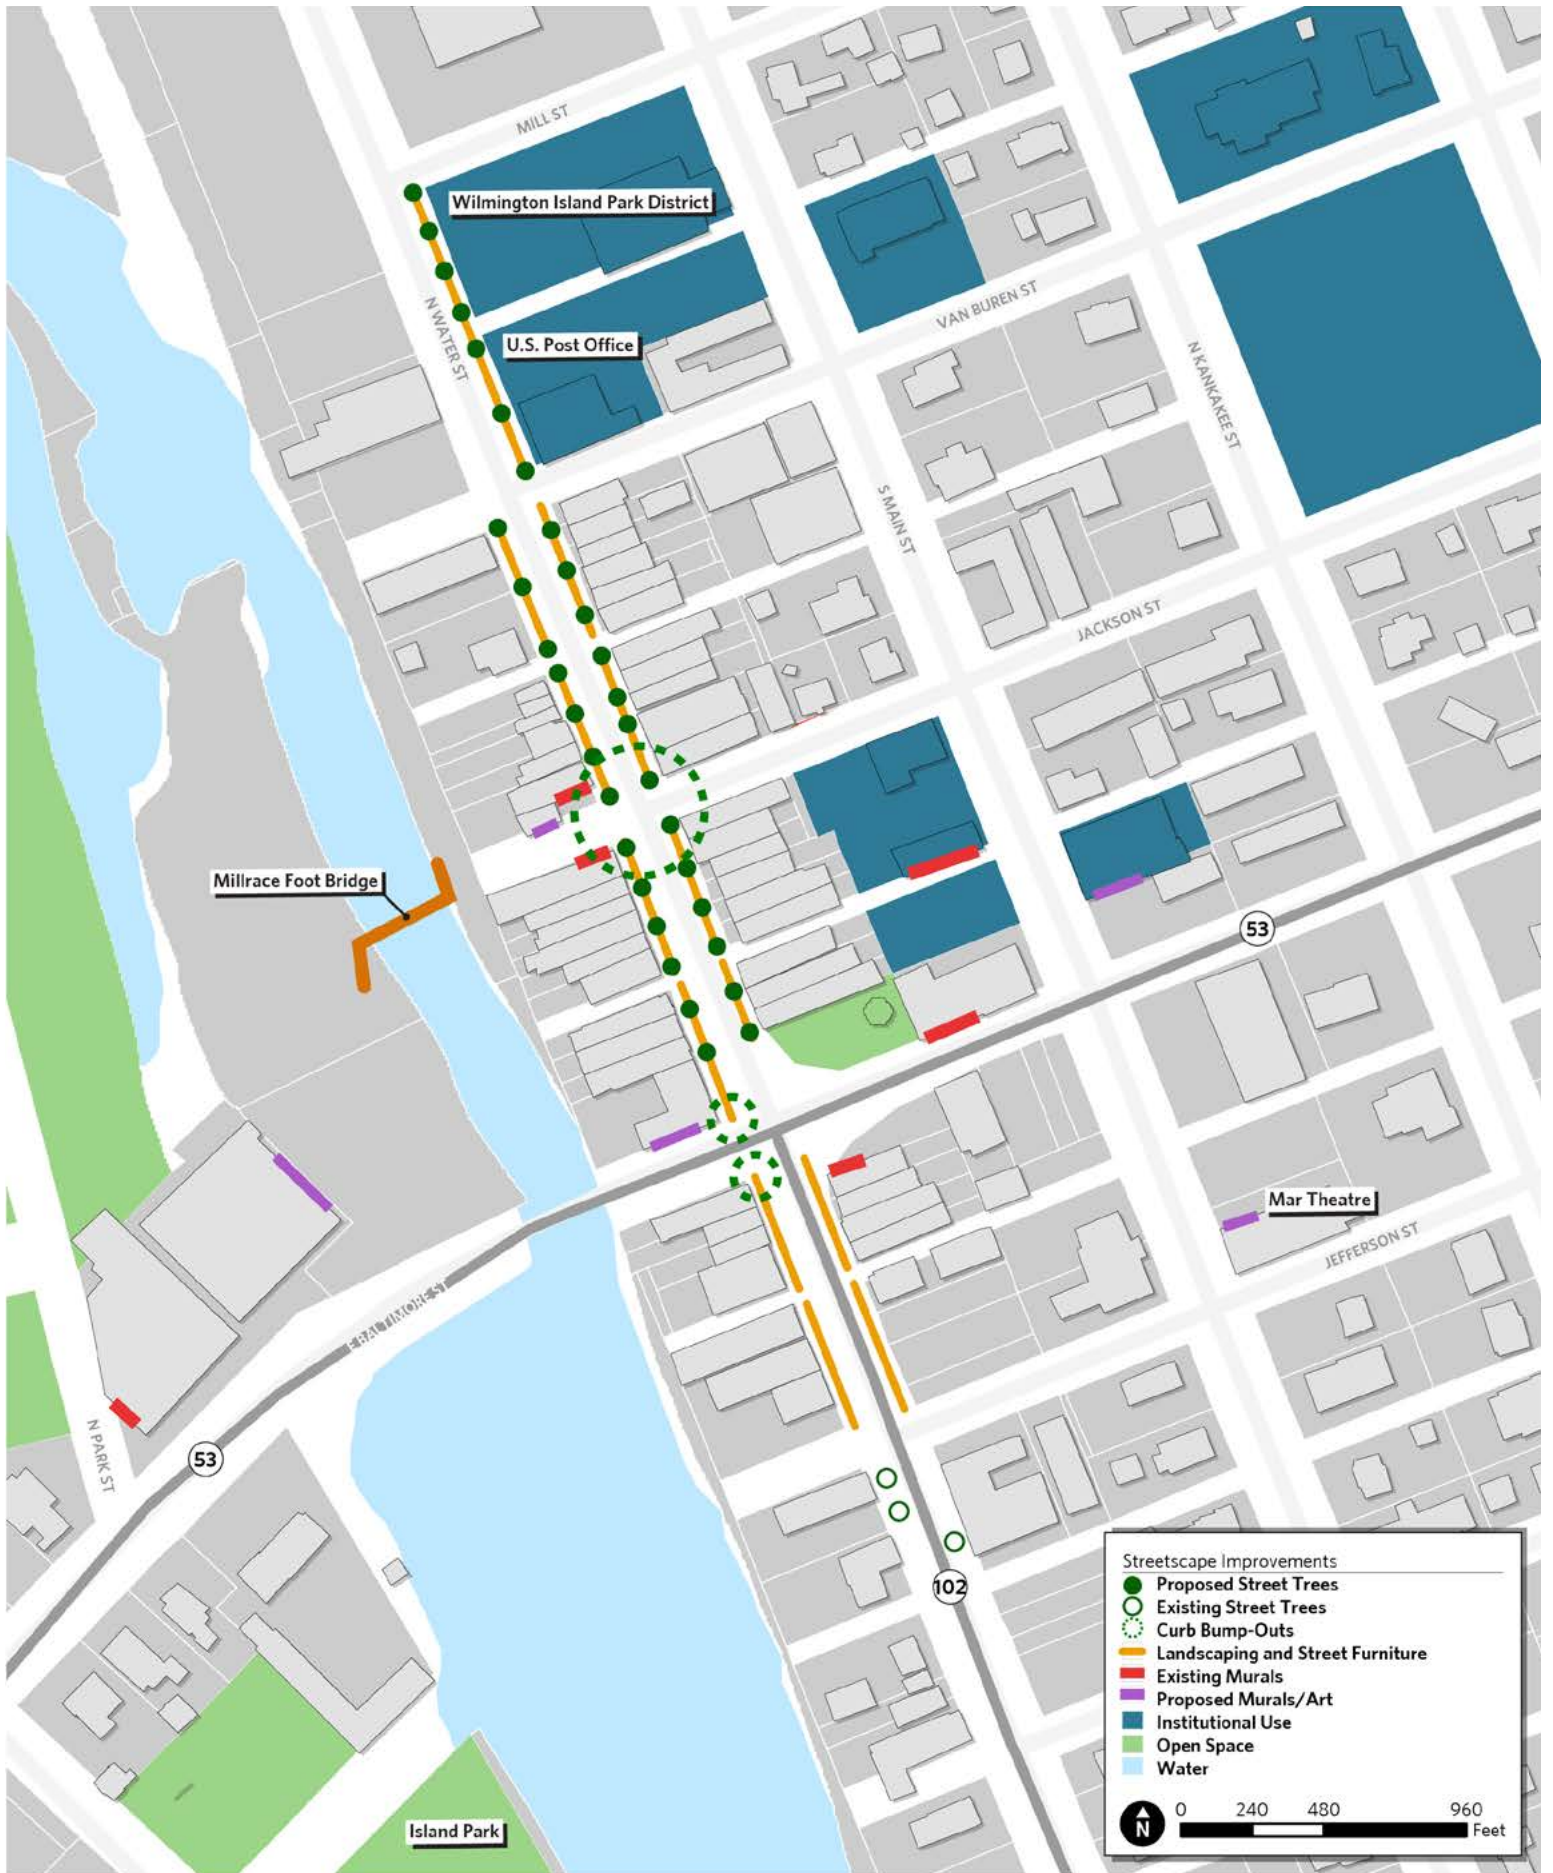 MILL ST
Wilmington Island Park District
VAN BUREN ST
N WATER ST
U.S. Post Office
N KANKAKEE ST
S MAIN ST
JACKSON ST
Millrace Foot Bridge
53
Mar Theatre
JEFFERSON ST
E BALTIMORE ST
N PARK ST
53
102
Island Park
Streetscape Improvements
Proposed Street Trees
Existing Street Trees
Curb Bump-Outs
Landscaping and Street Furniture
Existing Murals
Proposed Murals/Art
Institutional Use
Open Space
Water
N
0 240 480 960
Feet